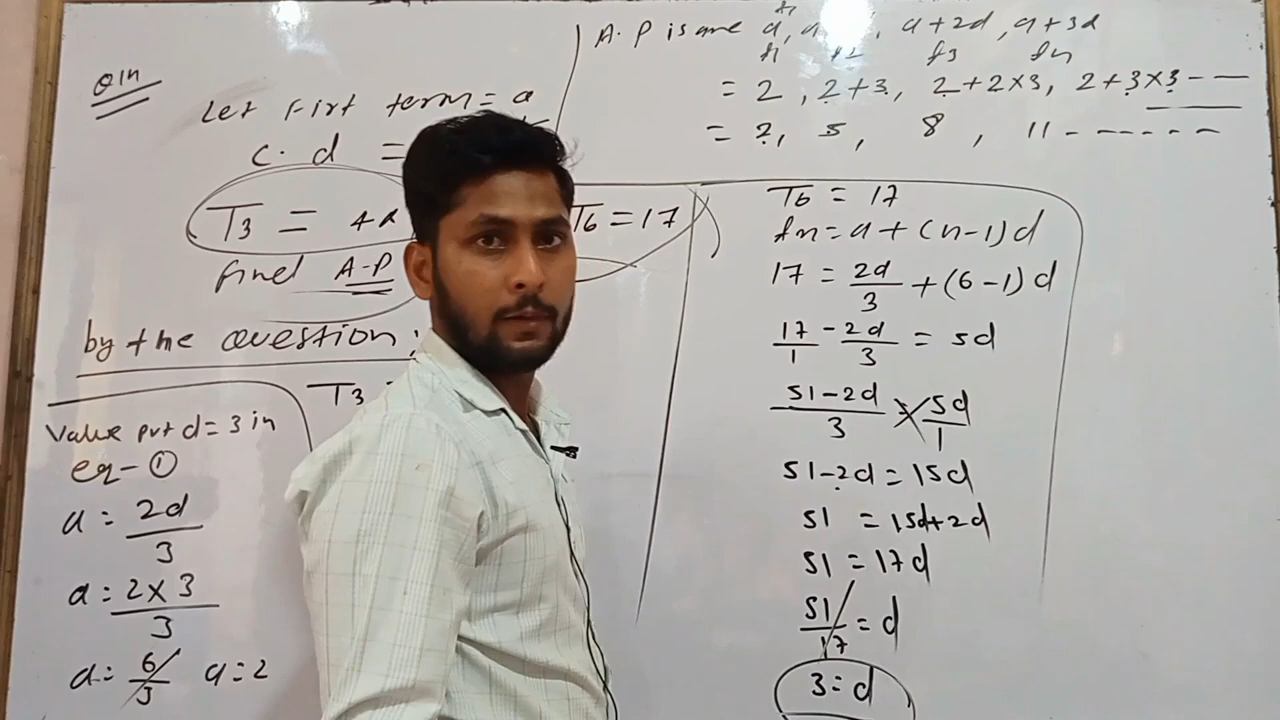 Qin
Let First term = a
c. d =
T3 = 4a
T6 = 17
find A-P
by the question;
T3
Value put d = 3 in
eq - ①
a = 2d/3
a = 2 × 3/3
a = 6/3 a = 2
A.P is are a, a , a + 2d, a + 3d
= 2, 2+3, 2+2×3, 2+3×3 - —
= 2, 5, 8, 11 - - - - - -
T6 = 17
tn = a + (n-1)d
17 = 2d/3 + (6-1)d
17/1 - 2d/3 = 5d
51-2d/3 × 5d/1
51-2d = 15d
51 = 15d+2d
51 = 17d
51/17 = d
3 = d